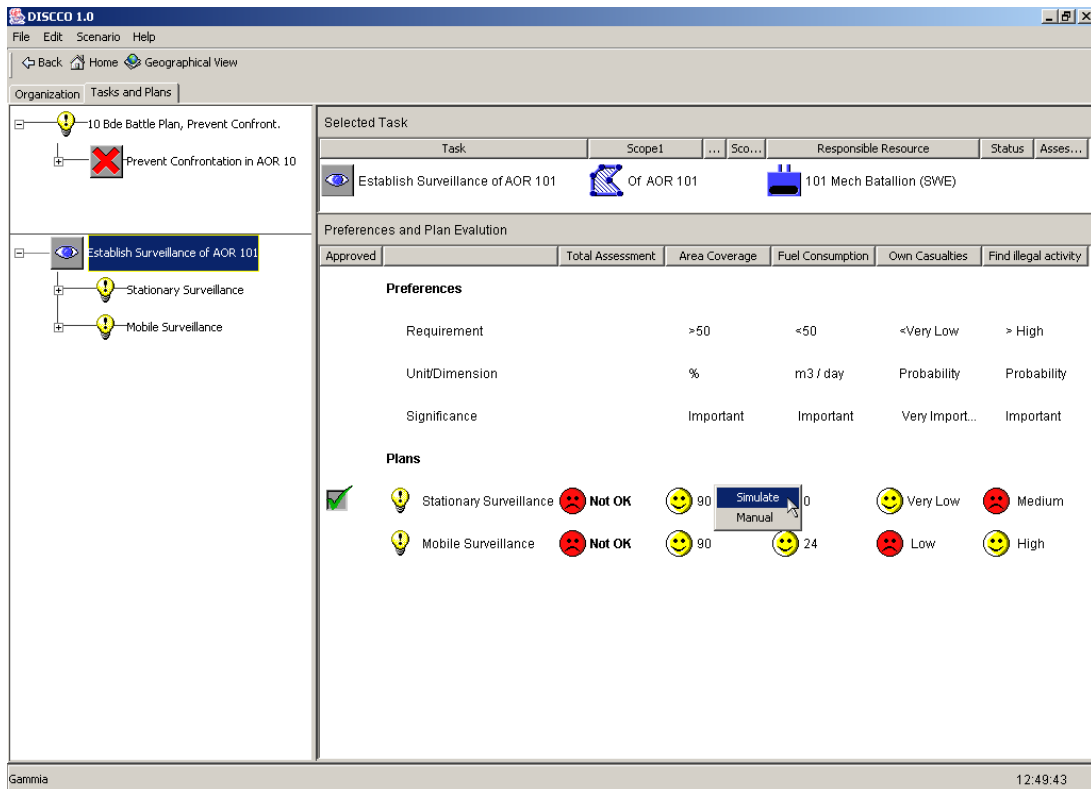 DISCCO 1.0
File Edit Scenario Help
Back Home Geographical View
Organization Tasks and Plans
10 Bde Battle Plan, Prevent Confront.
Prevent Confrontation in AOR 10
Establish Surveillance of AOR 101
Stationary Surveillance
Mobile Surveillance
Selected Task
Task Scope1 ... Sco... Responsible Resource Status Asses...
Establish Surveillance of AOR 101 Of AOR 101 101 Mech Batallion (SWE)
Preferences and Plan Evalution
Approved Total Assessment Area Coverage Fuel Consumption Own Casualties Find illegal activity
Preferences
Requirement >50 <50 <Very Low > High
Unit/Dimension % m3 / day Probability Probability
Significance Important Important Very Import... Important
Plans
Stationary Surveillance Not OK 90 0 Very Low Medium
Simulate
Manual
Mobile Surveillance Not OK 90 24 Low High
Gammia 12:49:43